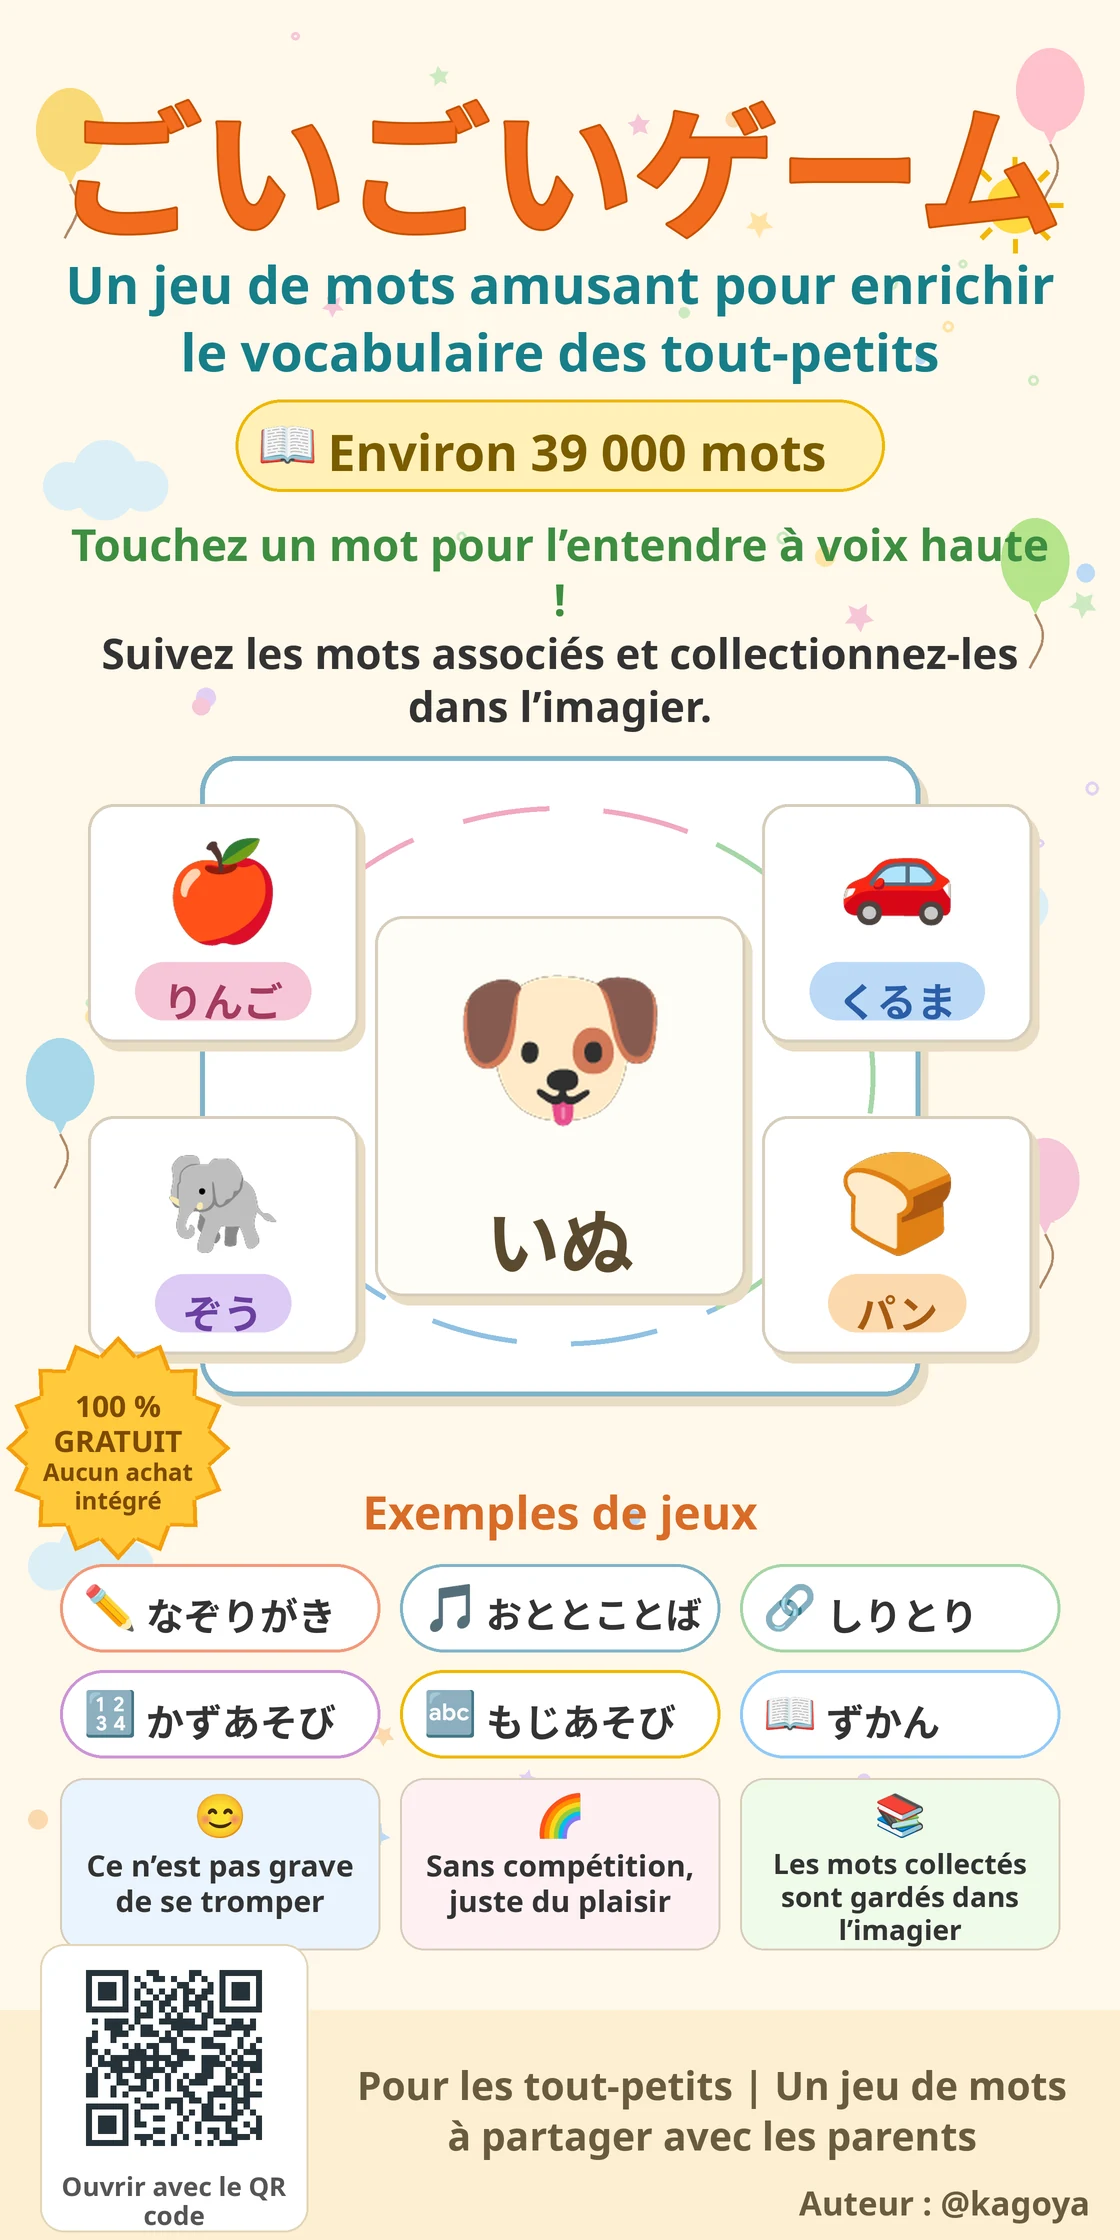 ごいごいゲーム
Un jeu de mots amusant pour enrichir
le vocabulaire des tout-petits
Environ 39 000 mots
Touchez un mot pour l’entendre à voix haute
!
Suivez les mots associés et collectionnez-les
dans l’imagier.
りんご
くるま
いぬ
ぞう
パン
100 %
GRATUIT
Aucun achat
intégré
Exemples de jeux
なぞりがき
おととことば
しりとり
かずあそび
もじあそび
ずかん
Ce n’est pas grave
de se tromper
Sans compétition,
juste du plaisir
Les mots collectés
sont gardés dans
l’imagier
Ouvrir avec le QR
code
Pour les tout-petits | Un jeu de mots
à partager avec les parents
Auteur : @kagoya